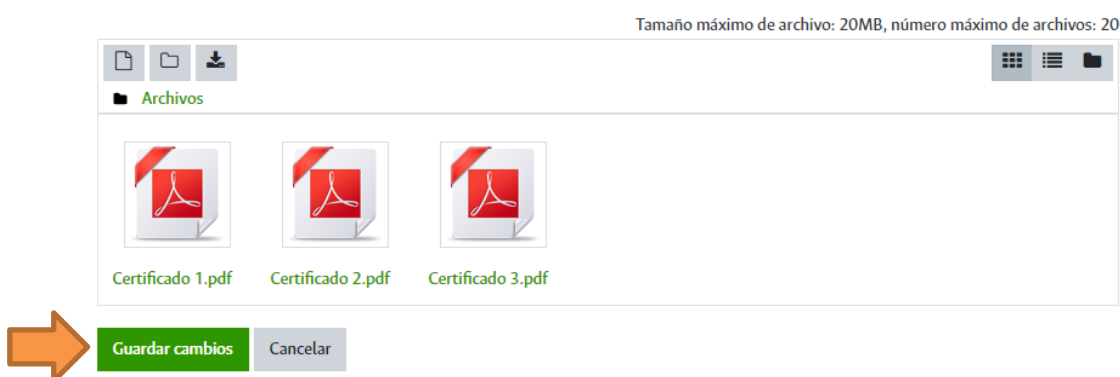 Tamaño máximo de archivo: 20MB, número máximo de archivos: 20
Archivos
Certificado 1.pdf Certificado 2.pdf Certificado 3.pdf
Guardar cambios Cancelar